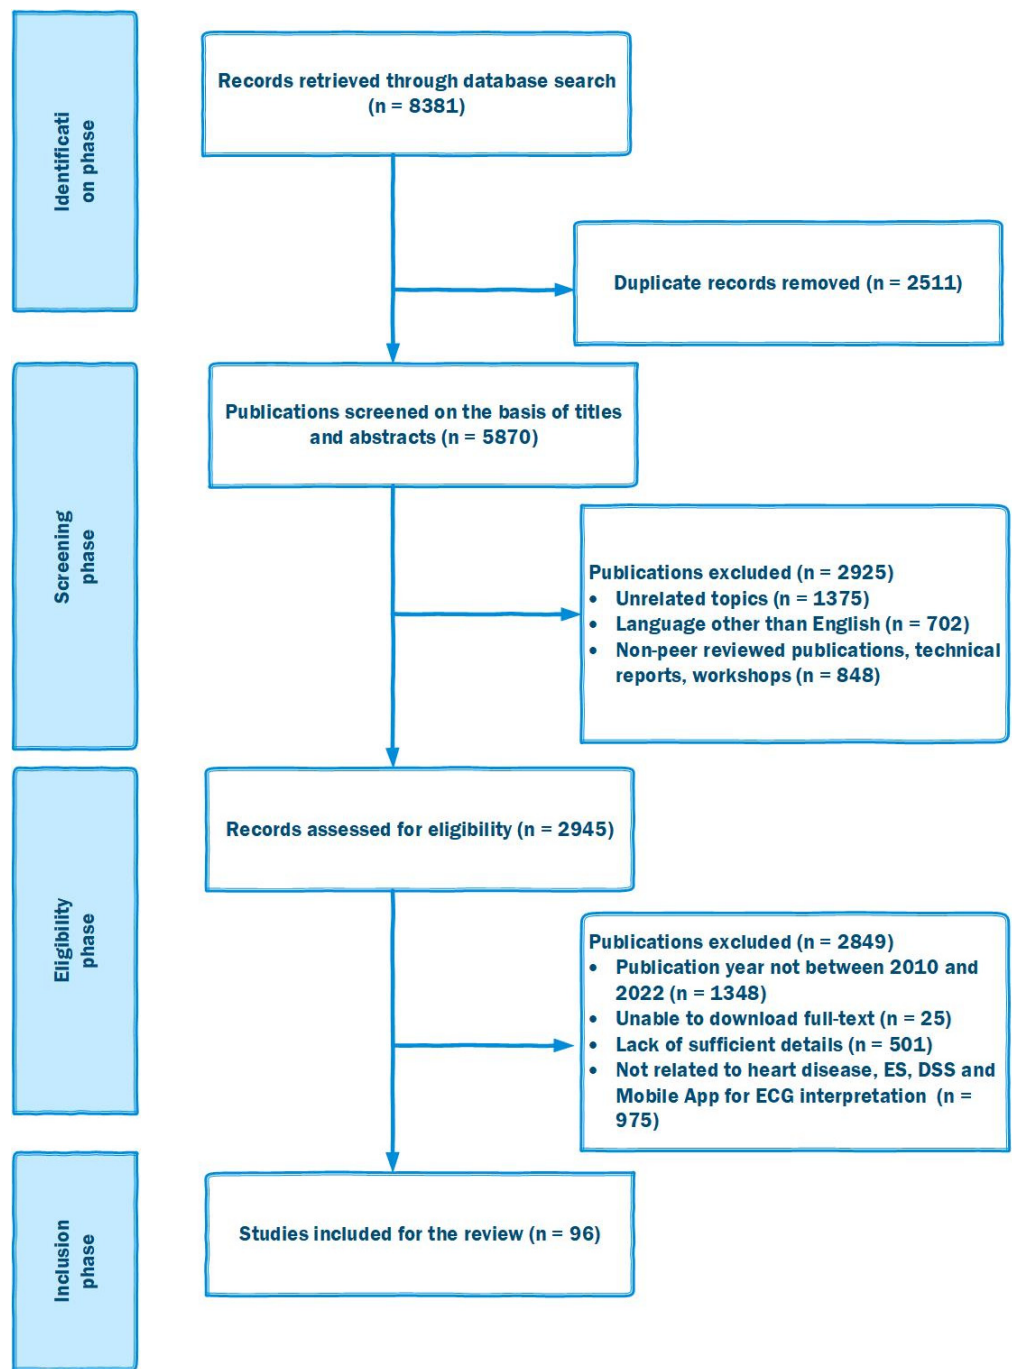 Identificati
on phase
Records retrieved through database search
(n = 8381)
Duplicate records removed (n = 2511)
Screening
phase
Publications screened on the basis of titles
and abstracts (n = 5870)
Publications excluded (n = 2925)
• Unrelated topics (n = 1375)
• Language other than English (n = 702)
• Non-peer reviewed publications, technical
reports, workshops (n = 848)
Eligibility
phase
Records assessed for eligibility (n = 2945)
Publications excluded (n = 2849)
• Publication year not between 2010 and
2022 (n = 1348)
• Unable to download full-text (n = 25)
• Lack of sufficient details (n = 501)
• Not related to heart disease, ES, DSS and
Mobile App for ECG interpretation (n =
975)
Inclusion
phase
Studies included for the review (n = 96)